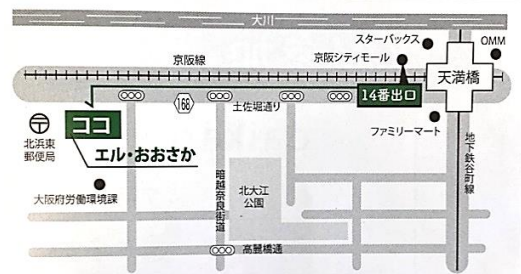 大川
スターバックス
OMM
京阪線
京阪シティモール
天満橋
14番出口
168
土佐堀通り
ココ
ファミリーマート
北浜東
郵便局
エル・おおさか
地下鉄谷町線
大阪府労働環境課
暗越奈良街道
北大江
公園
高麗橋通